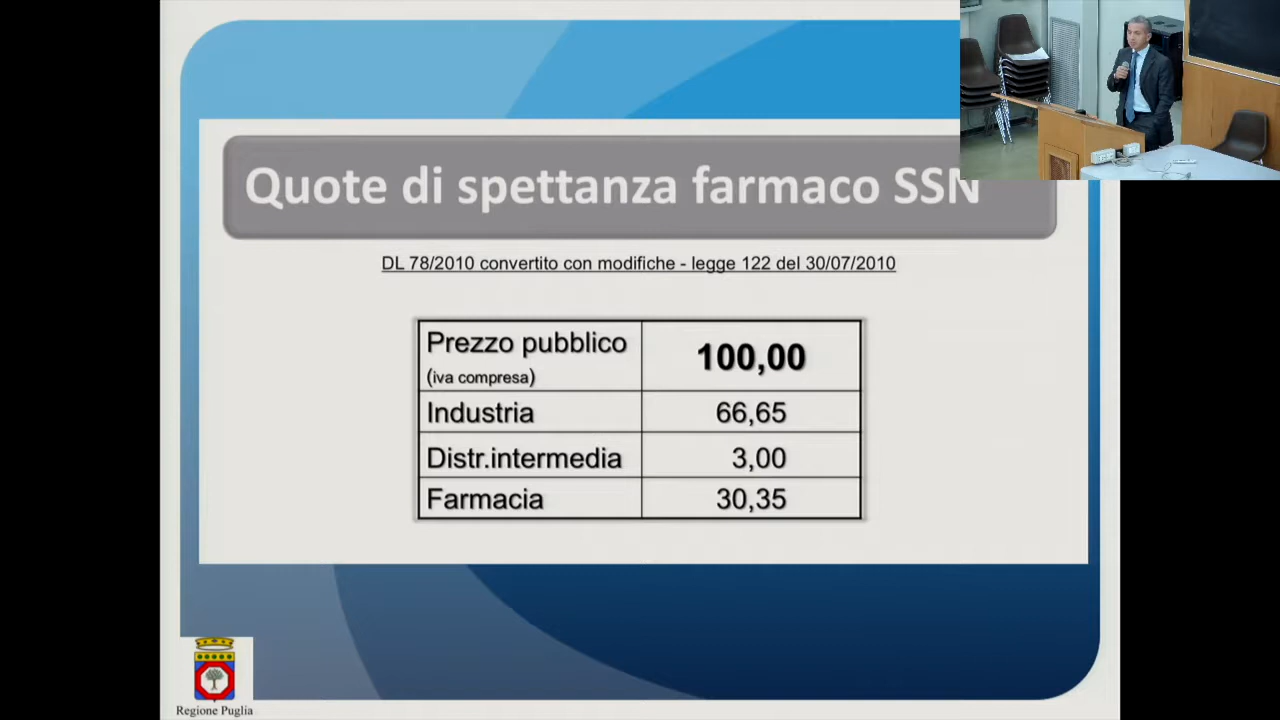 Quote di spettanza farmaco SSN
DL 78/2010 convertito con modifiche - legge 122 del 30/07/2010
Prezzo pubblico 100,00
(iva compresa)
Industria 66,65
Distr.intermedia 3,00
Farmacia 30,35
Regione Puglia